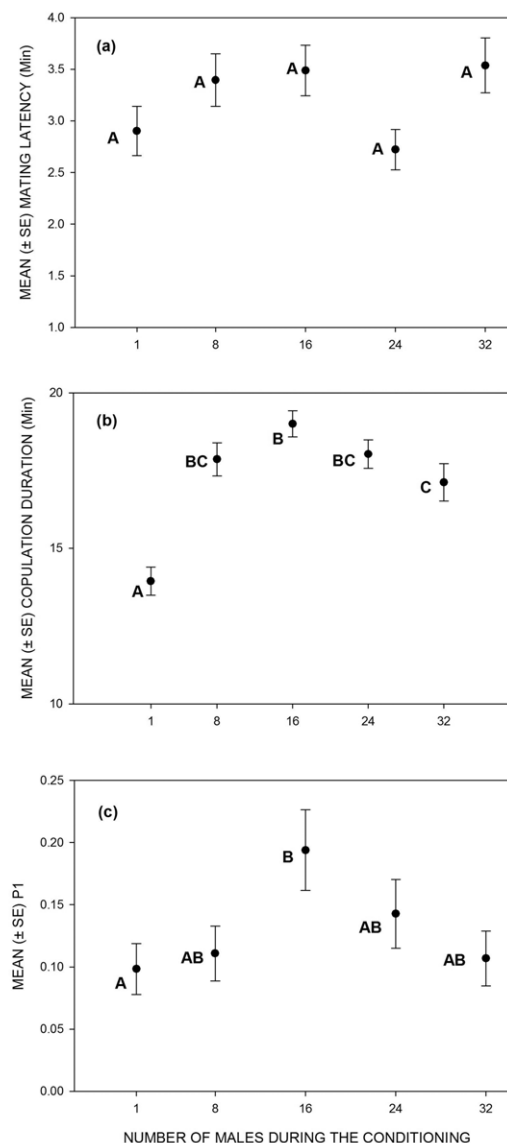 (a)
MEAN (± SE) MATING LATENCY (Min)
4.0
3.5
3.0
2.5
2.0
1.5
1.0
A
A
A
A
A
1 8 16 24 32
(b)
MEAN (± SE) COPULATION DURATION (Min)
20
15
10
A
BC
B
BC
C
1 8 16 24 32
(c)
MEAN (± SE) P1
0.25
0.20
0.15
0.10
0.05
0.00
A
AB
B
AB
AB
1 8 16 24 32
NUMBER OF MALES DURING THE CONDITIONING